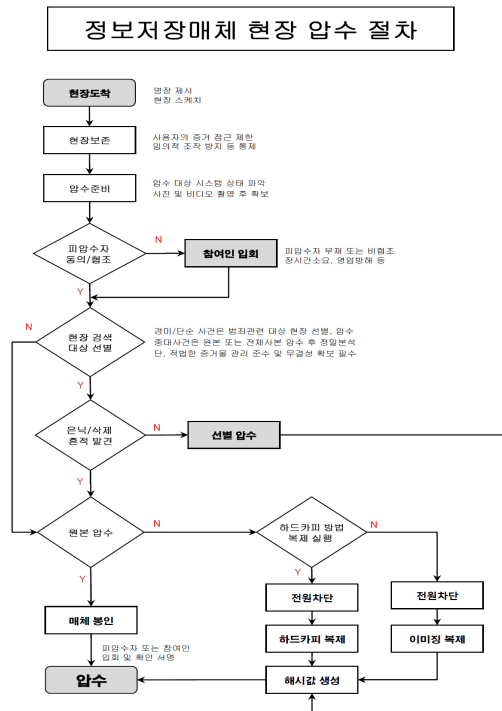 정보저장매체 현장 압수 절차
현장도착
영장 제시
현장 스케치
현장보존
사용자의 증거 접근 제한
임의적 조작 방지 등 통제
압수준비
압수 대상 시스템 상태 파악
사진 및 비디오 촬영 후 확보
피압수자
동의/협조
N
참여인 입회
피압수자 부재 또는 비협조
장시간소요, 영업방해 등
Y
N
현장 검색
대상 선별
경미/단순 사건은 범죄관련 대상 현장 선별, 압수
중대사건은 원본 또는 전체사본 압수 후 정밀분석
단, 적법한 증거물 관리 준수 및 무결성 확보 필수
Y
은닉/삭제
흔적 발견
N
선별 압수
Y
원본 압수
N
하드카피 방법
복제 실행
N
Y
Y
전원차단
전원차단
매체 봉인
하드카피 복제
이미징 복제
피압수자 또는 참여인
입회 및 확인 서명
압수
해시값 생성